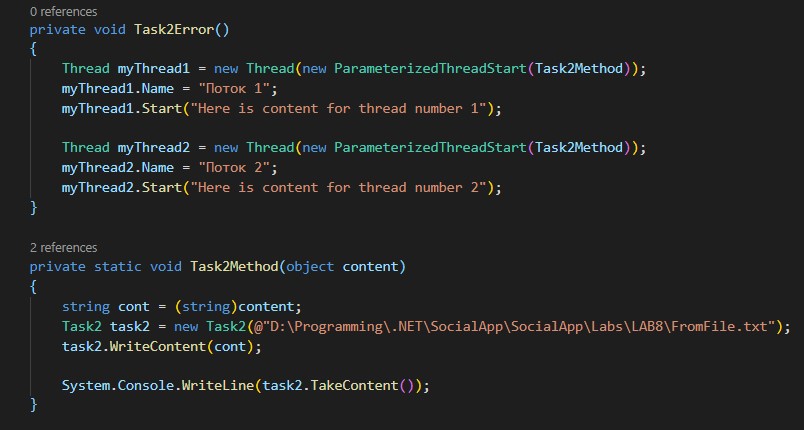 0 references
private void Task2Error()
{
Thread myThread1 = new Thread(new ParameterizedThreadStart(Task2Method));
myThread1.Name = "Поток 1";
myThread1.Start("Here is content for thread number 1");
Thread myThread2 = new Thread(new ParameterizedThreadStart(Task2Method));
myThread2.Name = "Поток 2";
myThread2.Start("Here is content for thread number 2");
}
2 references
private static void Task2Method(object content)
{
string cont = (string)content;
Task2 task2 = new Task2(@"D:\Programming\.NET\SocialApp\SocialApp\Labs\LAB8\FromFile.txt");
task2.WriteContent(cont);
System.Console.WriteLine(task2.TakeContent());
}